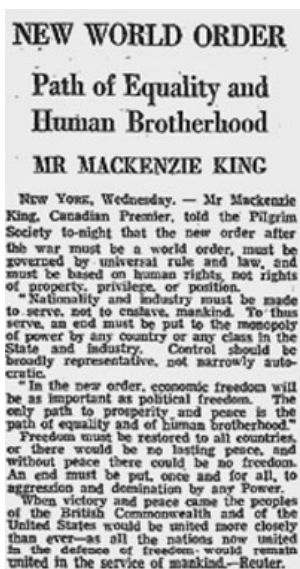 NEW WORLD ORDER
Path of Equality and
Human Brotherhood
MR MACKENZIE KING
NEW YORK, Wednesday. — Mr Mackenzie
King, Canadian Premier, told the Pilgrim
Society to-night that the new order after
the war must be a world order, must be
governed by universal rule and law, and
must be based on human rights, not rights
of property, privilege, or position.
"Nationality and industry must be made
to serve, not to enslave, mankind. To thus
serve, an end must be put to the monopoly
of power by any country or any class in the
State and industry. Control should be
broadly representative, not narrowly auto-
cratic.
"In the new order, economic freedom will
be as important as political freedom. The
only path to prosperity and peace is the
path of equality and of human brotherhood."
Freedom must be restored to all countries,
or there would be no lasting peace, and
without peace there could be no freedom.
An end must be put, once and for all, to
aggression and domination by any Power.
When victory and peace came the peoples
of the British Commonwealth and of the
United States would be united more closely
than ever—as all the nations now united
in the defence of freedom would remain
united in the service of mankind.—Reuter.